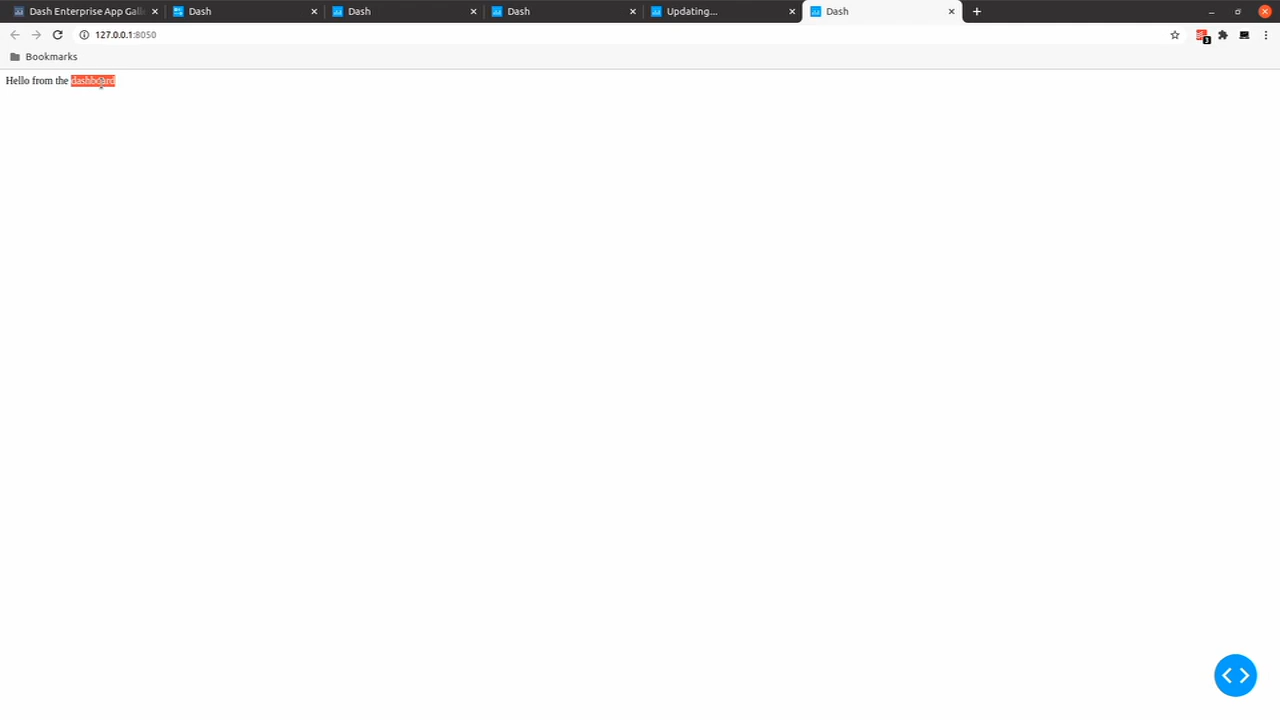 Dash Enterprise App Gall
Dash
Dash
Dash
Updating...
Dash
127.0.0.1:8050
3
Bookmarks
Hello from the dashboard